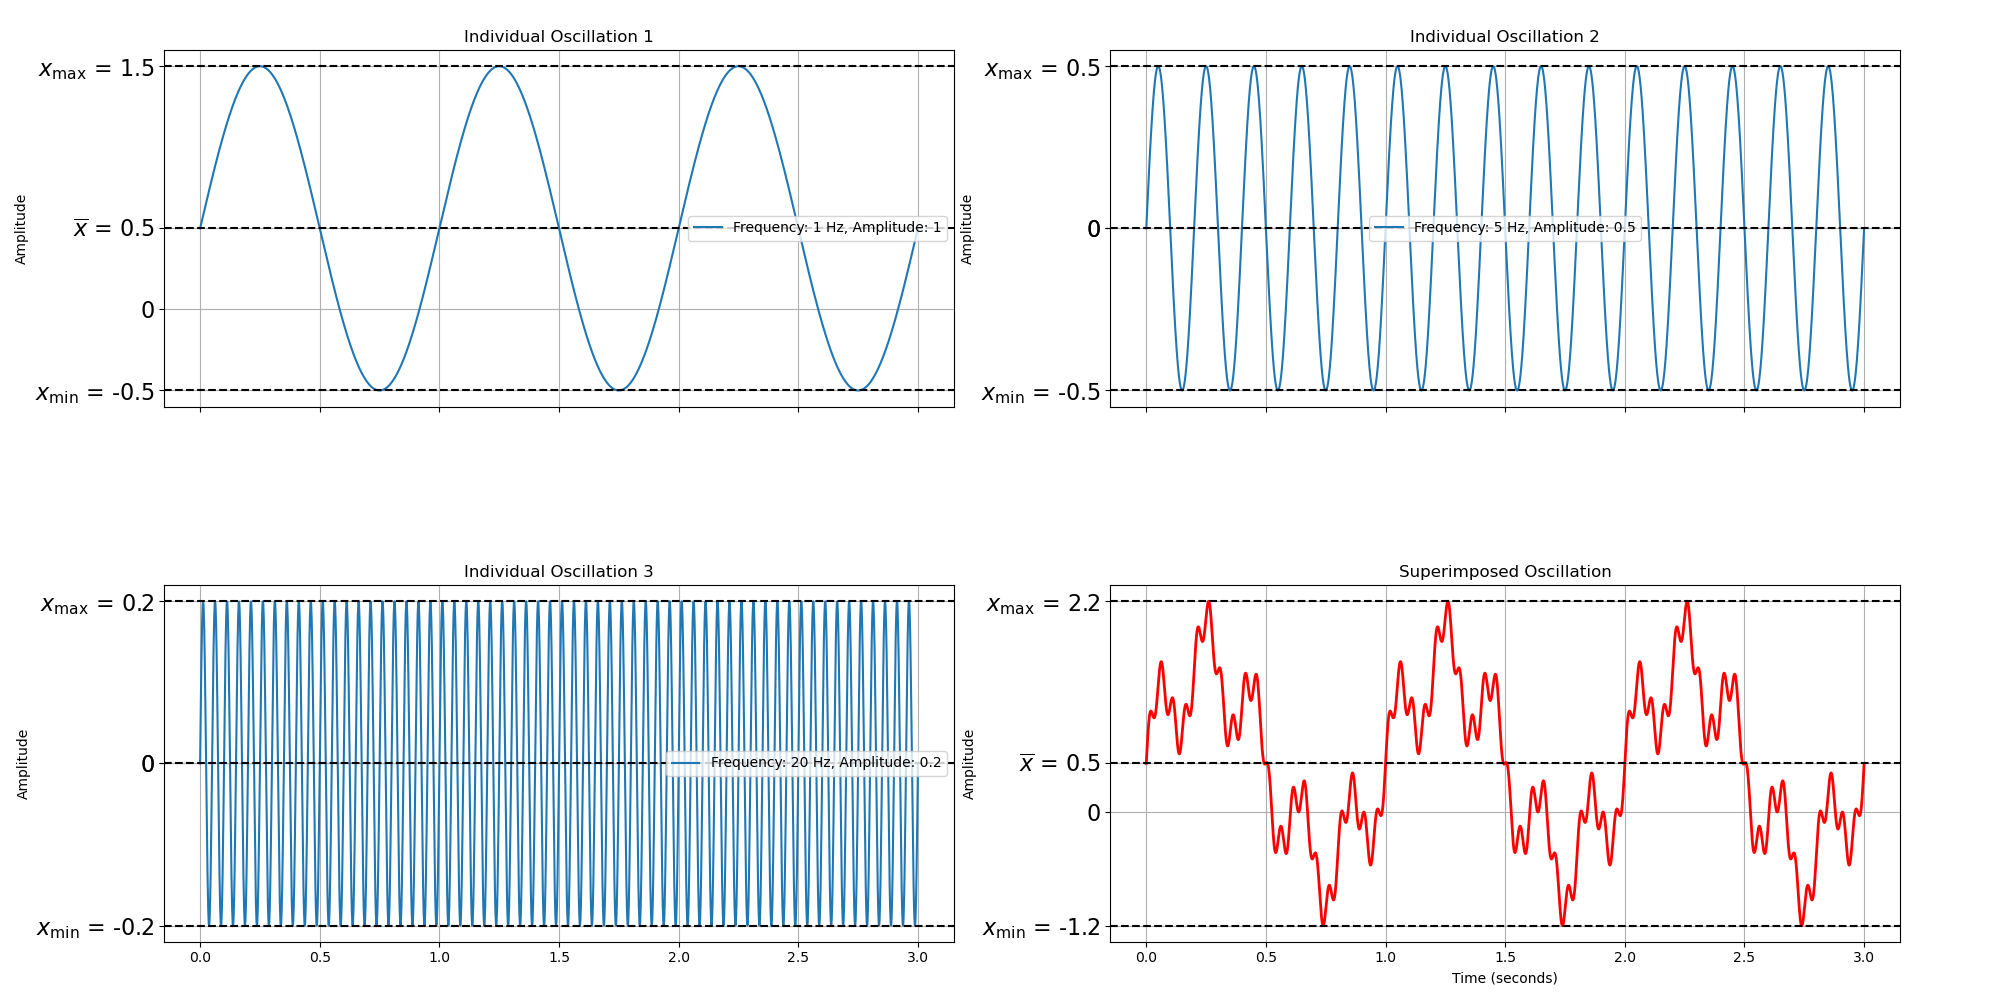 Individual Oscillation 1
x_max = 1.5
x̅ = 0.5
0
x_min = -0.5
Amplitude
Frequency: 1 Hz, Amplitude: 1
Individual Oscillation 2
x_max = 0.5
0
x_min = -0.5
Amplitude
Frequency: 5 Hz, Amplitude: 0.5
Individual Oscillation 3
x_max = 0.2
0
x_min = -0.2
Amplitude
Frequency: 20 Hz, Amplitude: 0.2
0.0 0.5 1.0 1.5 2.0 2.5 3.0
Superimposed Oscillation
x_max = 2.2
x̅ = 0.5
0
x_min = -1.2
Amplitude
0.0 0.5 1.0 1.5 2.0 2.5 3.0
Time (seconds)